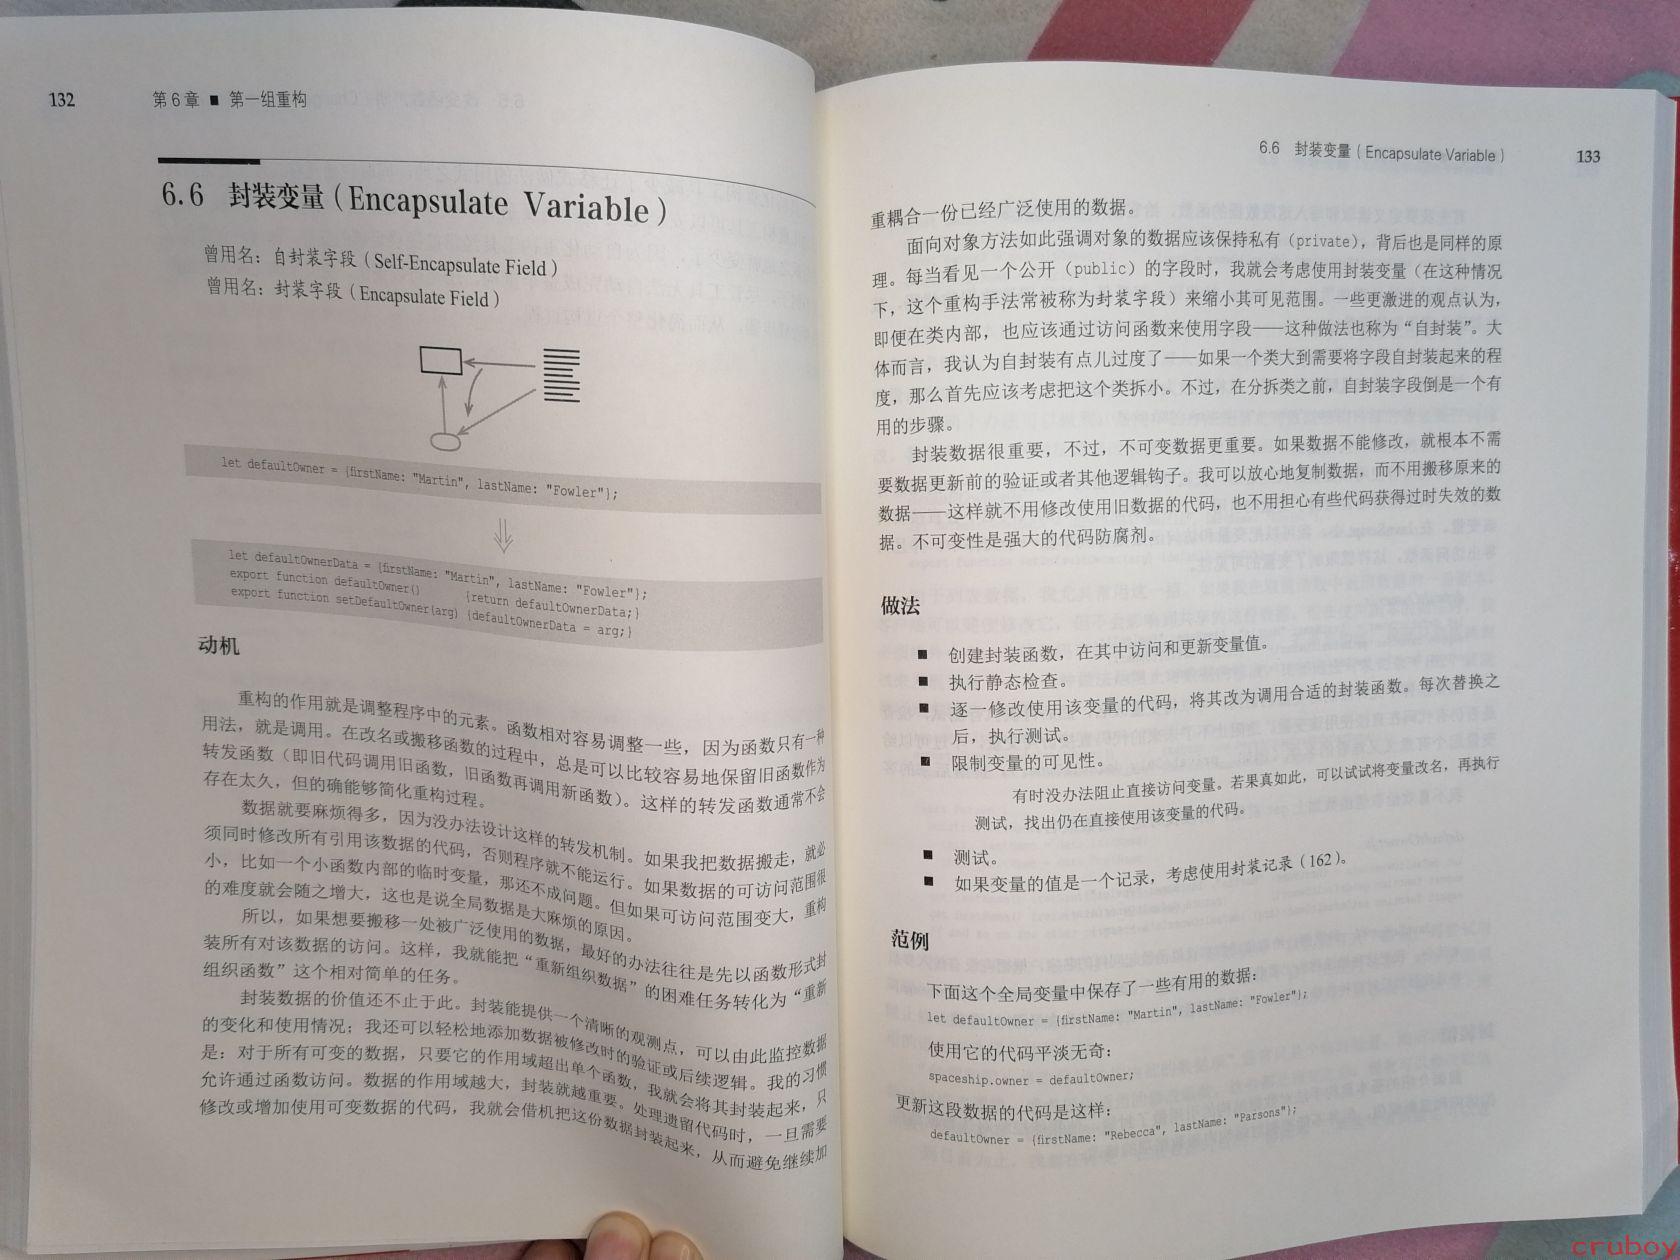 132 第6章 ■ 第一组重构
6.6 封装变量（Encapsulate Variable）
曾用名：自封装字段（Self-Encapsulate Field）
曾用名：封装字段（Encapsulate Field）
let defaultOwner = {firstName: "Martin", lastName: "Fowler"};
let defaultOwnerData = {firstName: "Martin", lastName: "Fowler"};
export function defaultOwner() {return defaultOwnerData;}
export function setDefaultOwner(arg) {defaultOwnerData = arg;}
动机
重构的作用就是调整程序中的元素。函数相对容易调整一些，因为函数只有一种
用法，就是调用。在改名或搬移函数的过程中，总是可以比较容易地保留旧函数作为
转发函数（即旧代码调用旧函数，旧函数再调用新函数）。这样的转发函数通常不会
存在太久，但的确能够简化重构过程。
数据就要麻烦得多，因为没办法设计这样的转发机制。如果我把数据搬走，就必
须同时修改所有引用该数据的代码，否则程序就不能运行。如果数据的可访问范围很
小，比如一个小函数内部的临时变量，那还不成问题。但如果可访问范围变大，重构
的难度就会随之增大，这也是说全局数据是大麻烦的原因。
所以，如果想要搬移一处被广泛使用的数据，最好的办法往往是先以函数形式封
装所有对该数据的访问。这样，我就能把“重新组织数据”的困难任务转化为“重新
组织函数”这个相对简单的任务。
封装数据的价值还不止于此。封装能提供一个清晰的观测点，可以由此监控数据
的变化和使用情况；我还可以轻松地添加数据被修改时的验证或后续逻辑。我的习惯
是：对于所有可变的数据，只要它的作用域超出单个函数，我就会将其封装起来，只
允许通过函数访问。数据的作用域越大，封装就越重要。处理遗留代码时，一旦需要
修改或增加使用可变数据的代码，我就会借机把这份数据封装起来，从而避免继续加
6.6 封装变量（Encapsulate Variable） 133
重耦合一份已经广泛使用的数据。
面向对象方法如此强调对象的数据应该保持私有（private），背后也是同样的原
理。每当看见一个公开（public）的字段时，我就会考虑使用封装变量（在这种情况
下，这个重构手法常被称为封装字段）来缩小其可见范围。一些更激进的观点认为，
即便在类内部，也应该通过访问函数来使用字段——这种做法也称为“自封装”。大
体而言，我认为自封装有点儿过度了——如果一个类大到需要将字段自封装起来的程
度，那么首先应该考虑把这个类拆小。不过，在分拆类之前，自封装字段倒是一个有
用的步骤。
封装数据很重要，不过，不可变数据更重要。如果数据不能修改，就根本不需
要数据更新前的验证或者其他逻辑钩子。我可以放心地复制数据，而不用搬移原来的
数据——这样就不用修改使用旧数据的代码，也不用担心有些代码获得过时失效的数
据。不可变性是强大的代码防腐剂。
做法
■ 创建封装函数，在其中访问和更新变量值。
■ 执行静态检查。
■ 逐一修改使用该变量的代码，将其改为调用合适的封装函数。每次替换之
后，执行测试。
■ 限制变量的可见性。
有时没办法阻止直接访问变量。若果真如此，可以试试将变量改名，再执行
测试，找出仍在直接使用该变量的代码。
■ 测试。
■ 如果变量的值是一个记录，考虑使用封装记录（162）。
范例
下面这个全局变量中保存了一些有用的数据：
let defaultOwner = {firstName: "Martin", lastName: "Fowler"};
使用它的代码平淡无奇：
spaceship.owner = defaultOwner;
更新这段数据的代码是这样：
defaultOwner = {firstName: "Rebecca", lastName: "Parsons"};
cruboy